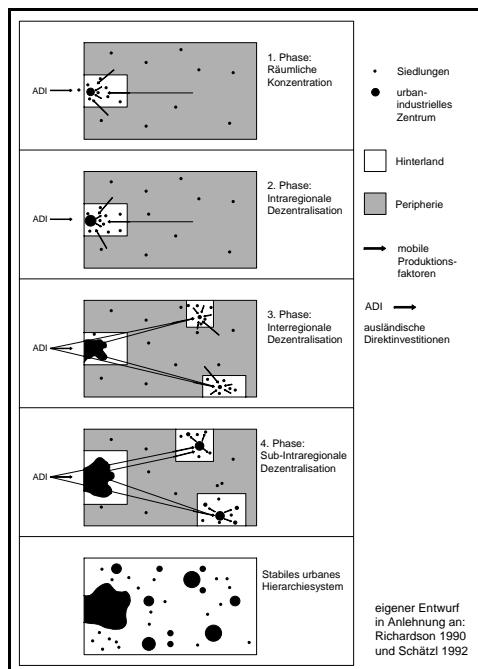 1. Phase:
Räumliche
Konzentration
ADI
2. Phase:
Intraregionale
Dezentralisation
ADI
3. Phase:
Interregionale
Dezentralisation
ADI
4. Phase:
Sub-Intraregionale
Dezentralisation
ADI
Stabiles urbanes
Hierarchiesystem
Siedlungen
urban-
industrielles
Zentrum
Hinterland
Peripherie
mobile
Produktions-
faktoren
ADI
ausländische
Direktinvestitionen
eigener Entwurf
in Anlehnung an:
Richardson 1990
und Schätzl 1992